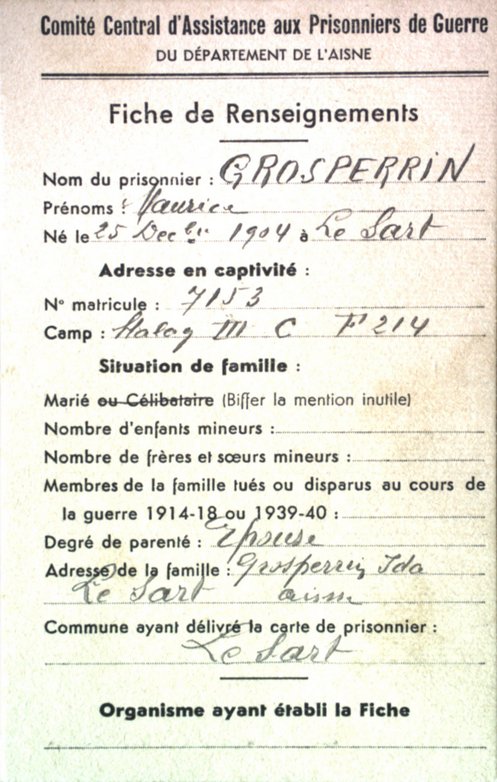 Comité Central d'Assistance aux Prisonniers de Guerre
DU DÉPARTEMENT DE L'AISNE
Fiche de Renseignements
Nom du prisonnier : GROSPERRIN
Prénoms : Maurice
Né le 25 Decbre 1904 à Le Sart
Adresse en captivité :
N° matricule : 7153
Camp : Stalag III C F 214
Situation de famille :
Marié ou Célibataire (Biffer la mention inutile)
Nombre d'enfants mineurs :
Nombre de frères et sœurs mineurs :
Membres de la famille tués ou disparus au cours de
la guerre 1914-18 ou 1939-40 :
Degré de parenté : Epouse
Adresse de la famille : Grosperrin Ida
Le Sart aisne
Commune ayant délivré la carte de prisonnier :
Le Sart
Organisme ayant établi la Fiche